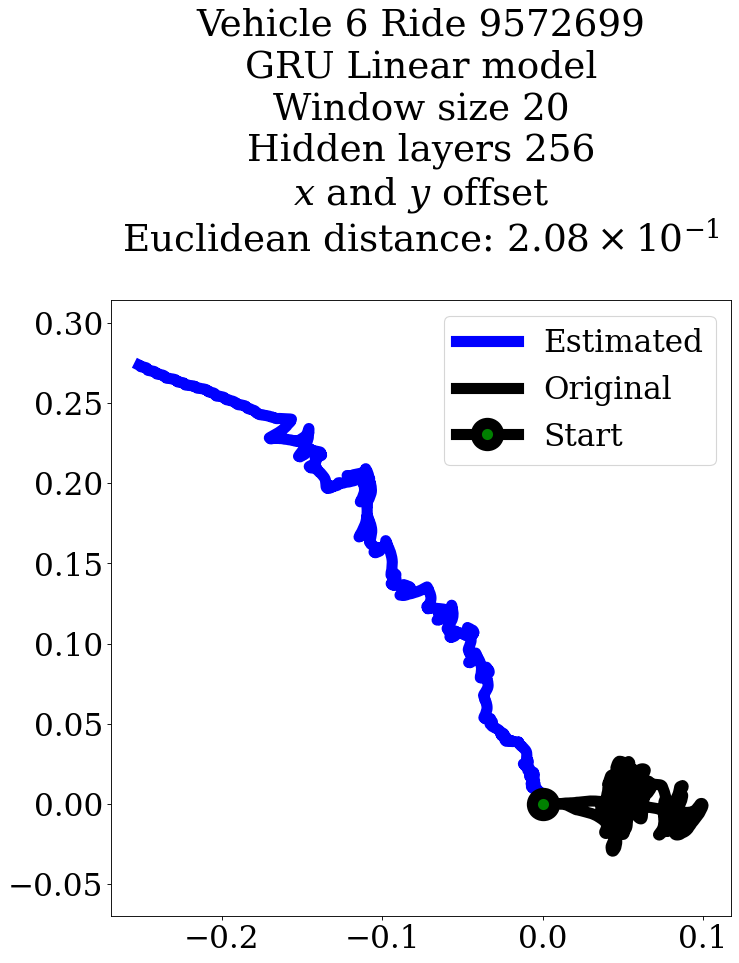 Vehicle 6 Ride 9572699
GRU Linear model
Window size 20
Hidden layers 256
x and y offset
Euclidean distance: 2.08 × 10⁻¹
Estimated
Original
Start
0.30
0.25
0.20
0.15
0.10
0.05
0.00
−0.05
−0.2 −0.1 0.0 0.1